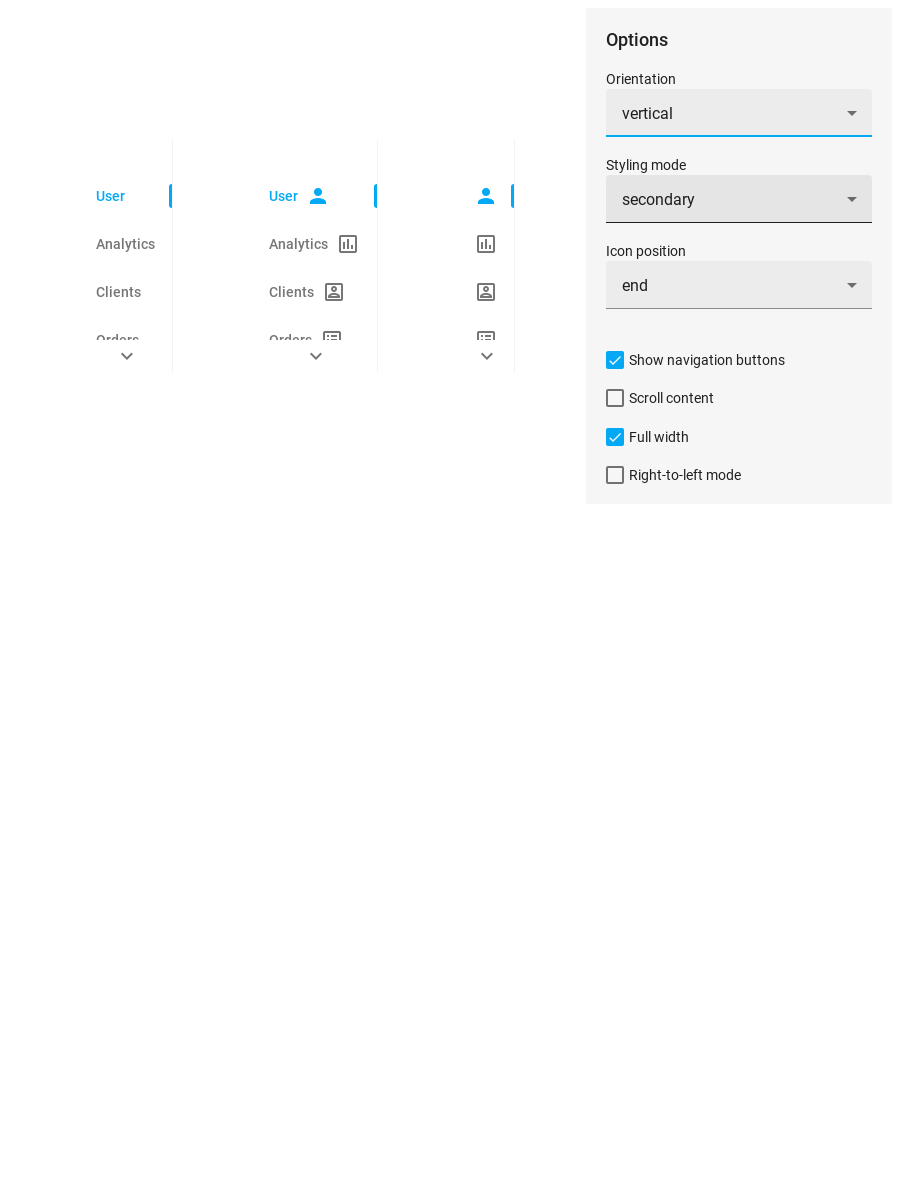 User
Analytics
Clients
Orders
User
Analytics
Clients
Orders
Options
Orientation
vertical
Styling mode
secondary
Icon position
end
Show navigation buttons
Scroll content
Full width
Right-to-left mode